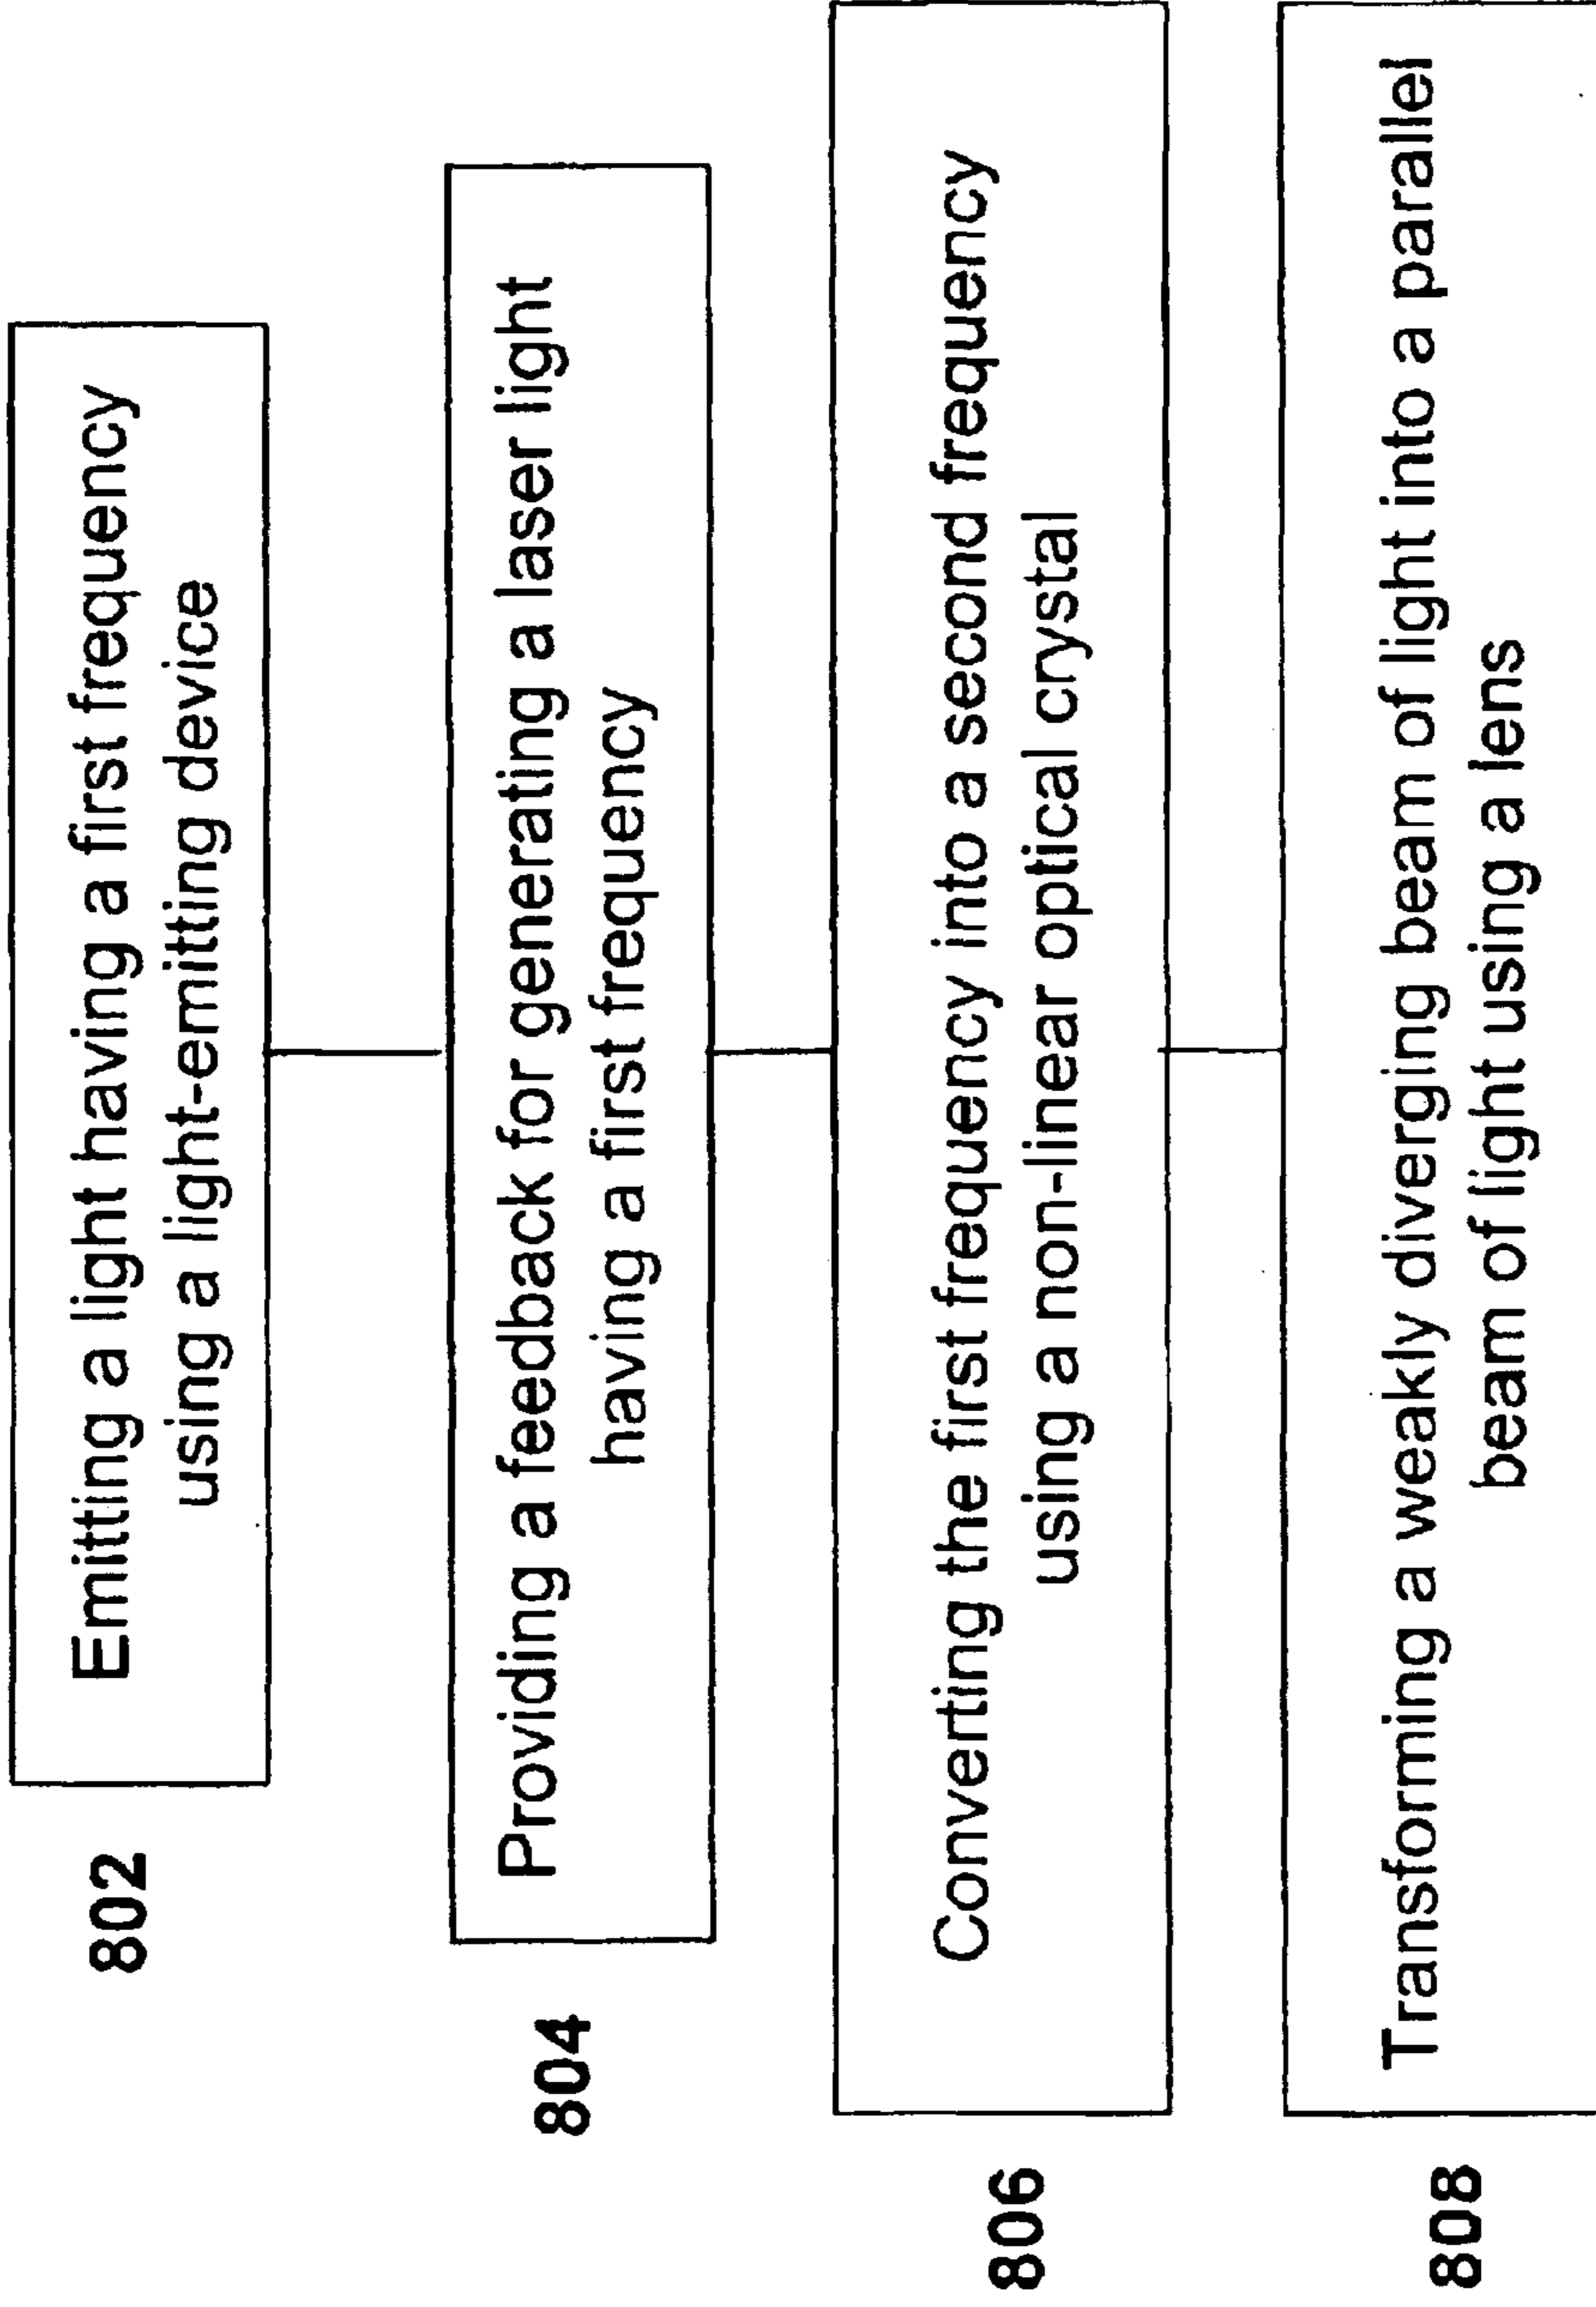 802
Emitting a light having a first frequency
using a light-emitting device
804
Providing a feedback for generating a laser light
having a first frequency
806
Converting the first frequency into a second frequency
using a non-linear optical crystal
808
Transforming a weakly diverging beam of light into a parallel
beam of light using a lens